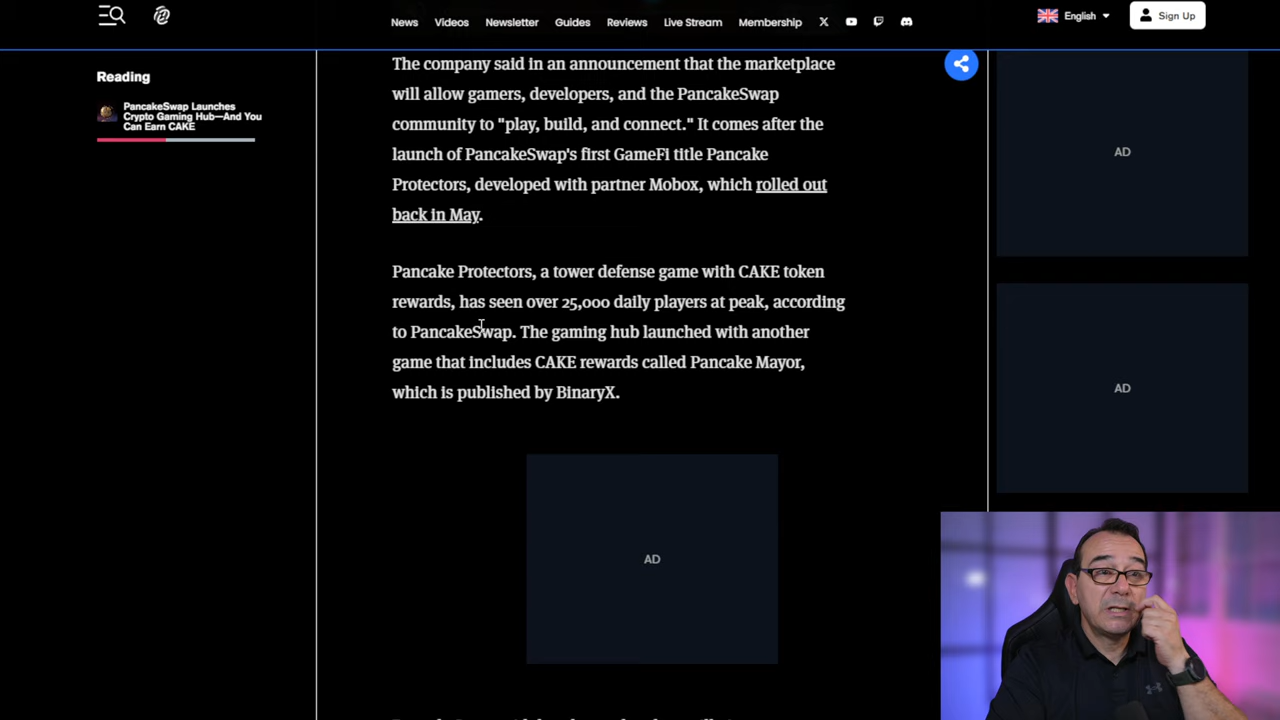 News Videos Newsletter Guides Reviews Live Stream Membership X English Sign Up
Reading
PancakeSwap Launches
Crypto Gaming Hub—And You
Can Earn CAKE
The company said in an announcement that the marketplace
will allow gamers, developers, and the PancakeSwap
community to "play, build, and connect." It comes after the
launch of PancakeSwap's first GameFi title Pancake
Protectors, developed with partner Mobox, which rolled out
back in May.
Pancake Protectors, a tower defense game with CAKE token
rewards, has seen over 25,000 daily players at peak, according
to PancakeSwap. The gaming hub launched with another
game that includes CAKE rewards called Pancake Mayor,
which is published by BinaryX.
AD
AD
AD